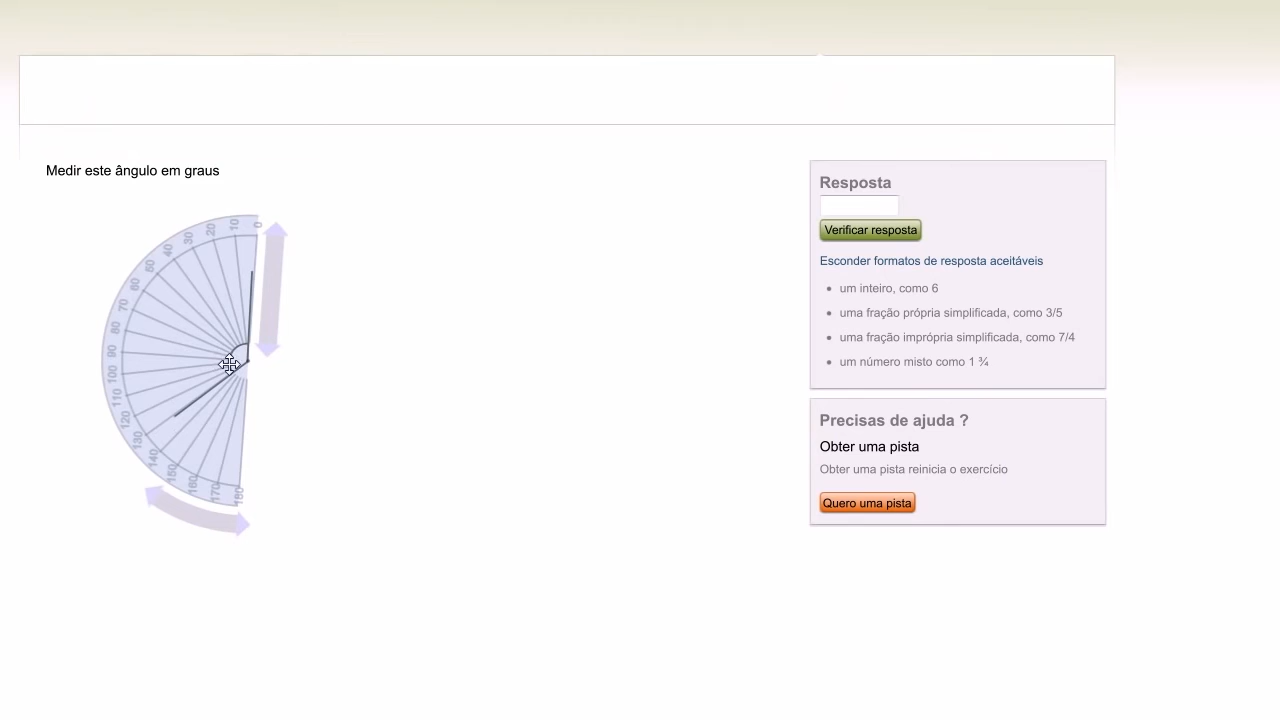 Medir este ângulo em graus
0
10
20
30
40
50
60
70
80
90
100
110
120
130
140
150
160
170
180
Resposta
Verificar resposta
Esconder formatos de resposta aceitáveis
um inteiro, como 6
uma fração própria simplificada, como 3/5
uma fração imprópria simplificada, como 7/4
um número misto como 1 ¾
Precisas de ajuda ?
Obter uma pista
Obter uma pista reinicia o exercício
Quero uma pista